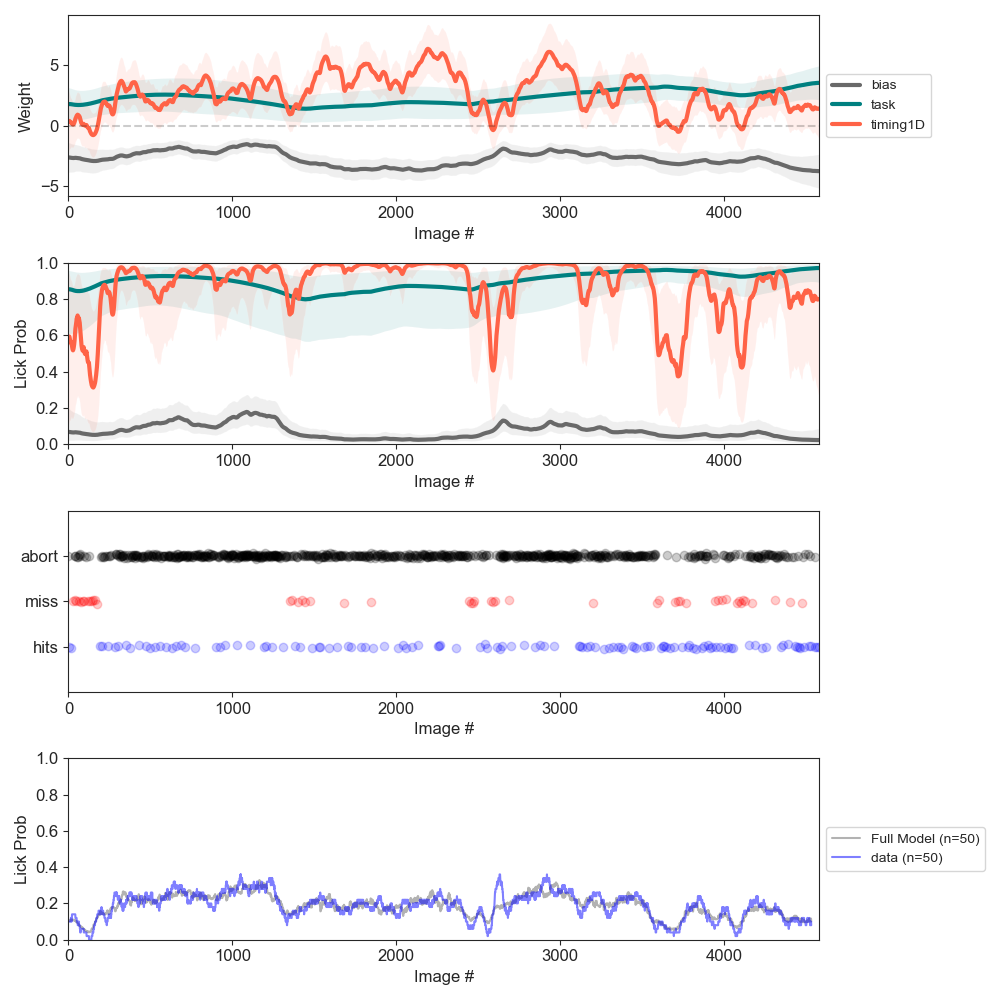 Weight
5
0
−5
0 1000 2000 3000 4000
Image #
bias
task
timing1D
Lick Prob
1.0
0.8
0.6
0.4
0.2
0.0
0 1000 2000 3000 4000
Image #
abort
miss
hits
0 1000 2000 3000 4000
Image #
Lick Prob
1.0
0.8
0.6
0.4
0.2
0.0
0 1000 2000 3000 4000
Image #
Full Model (n=50)
data (n=50)